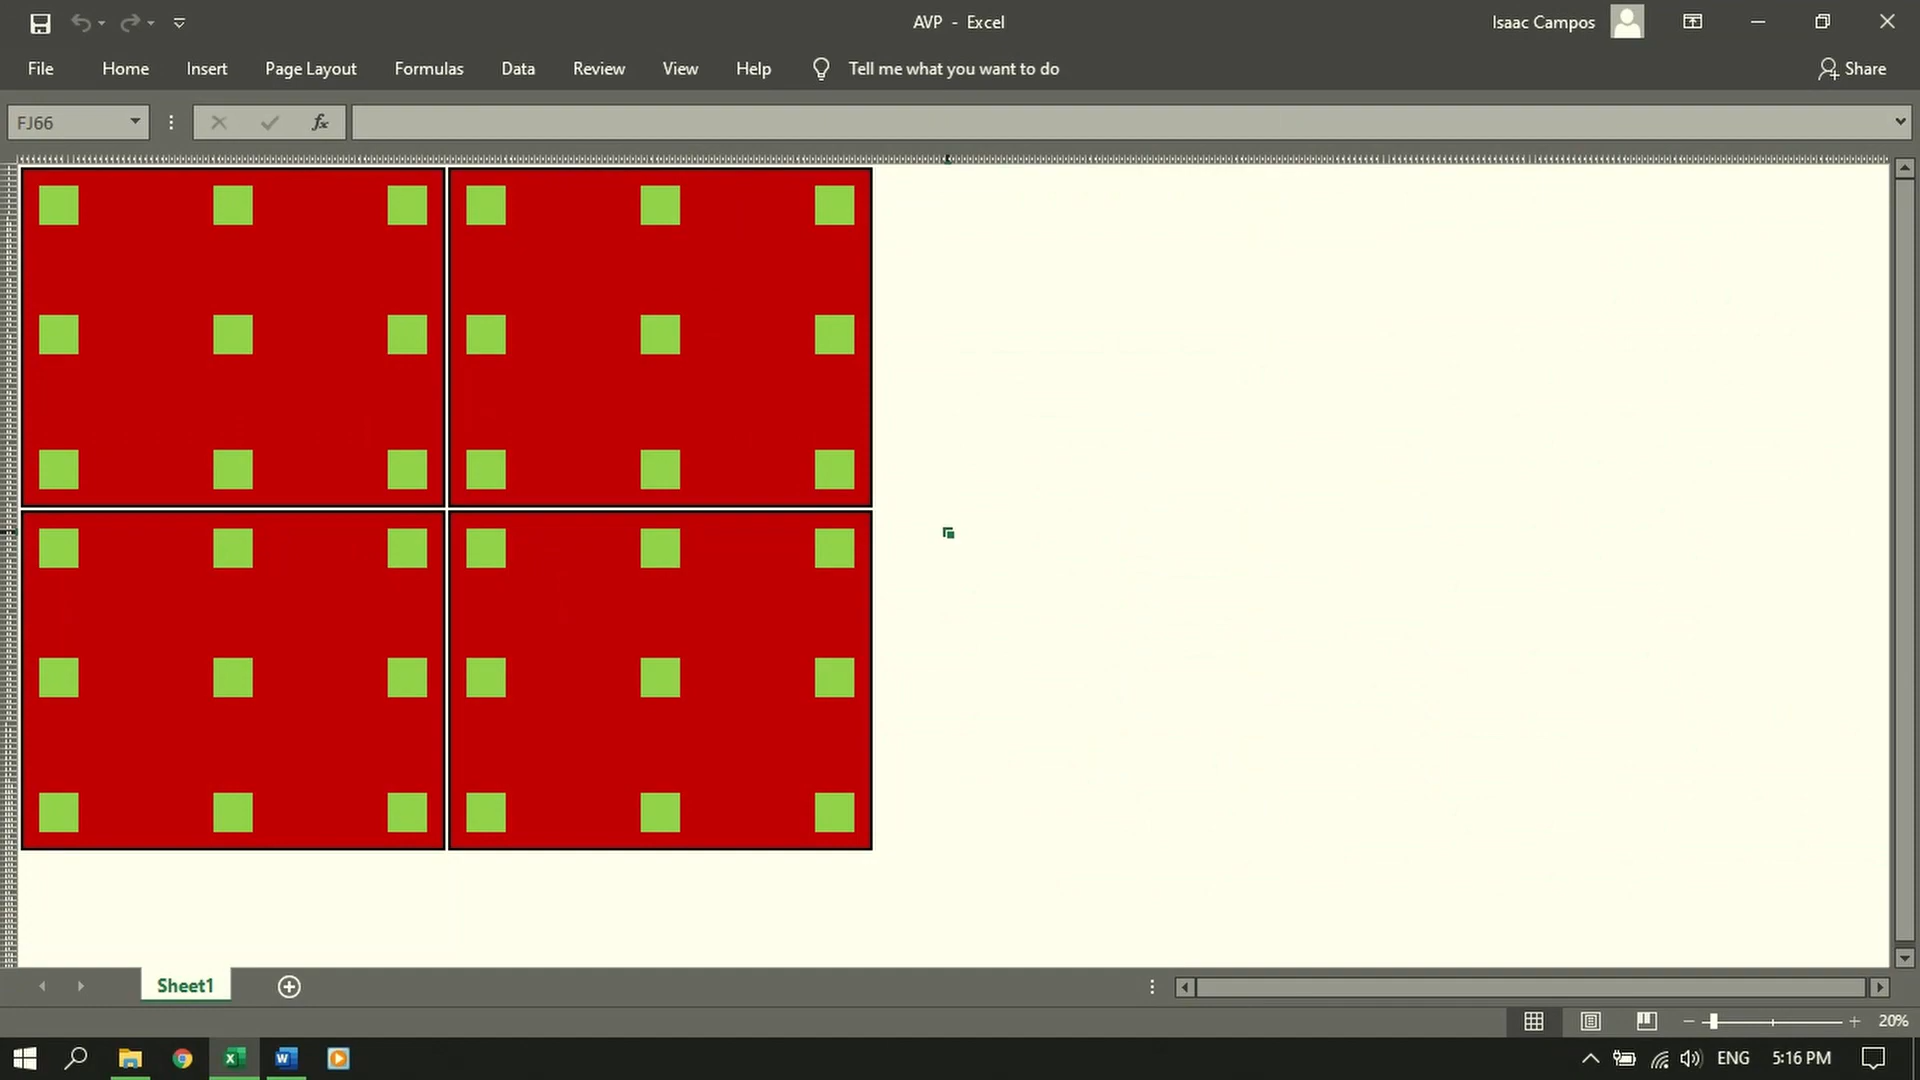 AVP - Excel
Isaac Campos
File Home Insert Page Layout Formulas Data Review View Help Tell me what you want to do Share
FJ66 fx
Sheet1
20%
ENG 5:16 PM